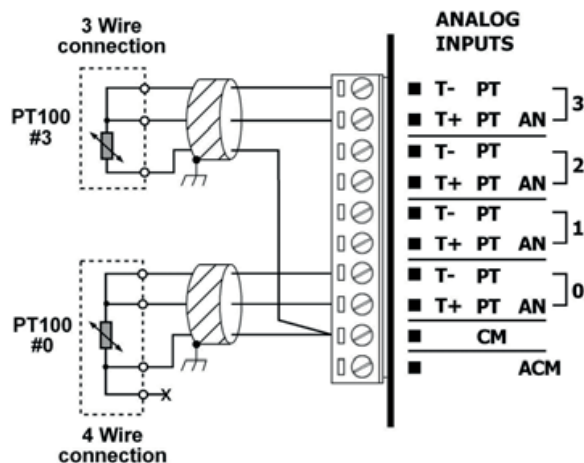 3 Wire
connection
PT100
#3
PT100
#0
4 Wire
connection
ANALOG
INPUTS
T- PT
T+ PT AN
3
T- PT
T+ PT AN
2
T- PT
T+ PT AN
1
T- PT
T+ PT AN
0
CM
ACM